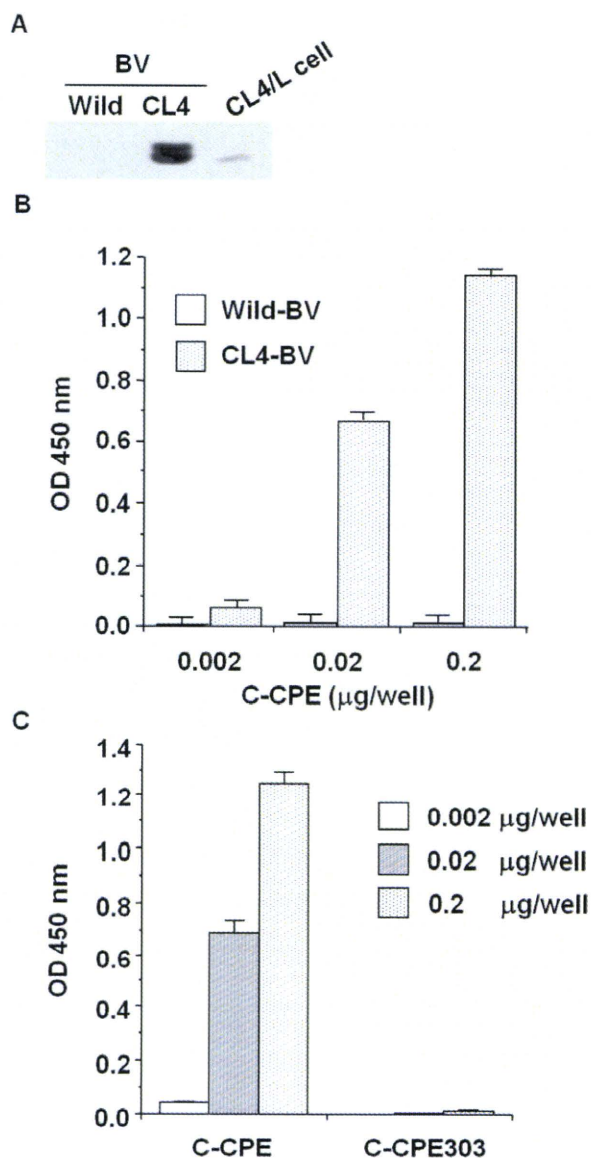 A
BV
Wild CL4 CL4/L cell
B
1.2
1.0
0.8
0.6
0.4
0.2
0.0
OD 450 nm
Wild-BV
CL4-BV
0.002 0.02 0.2
C-CPE (μg/well)
C
1.4
1.2
1.0
0.8
0.6
0.4
0.2
0.0
OD 450 nm
0.002 μg/well
0.02 μg/well
0.2 μg/well
C-CPE C-CPE303